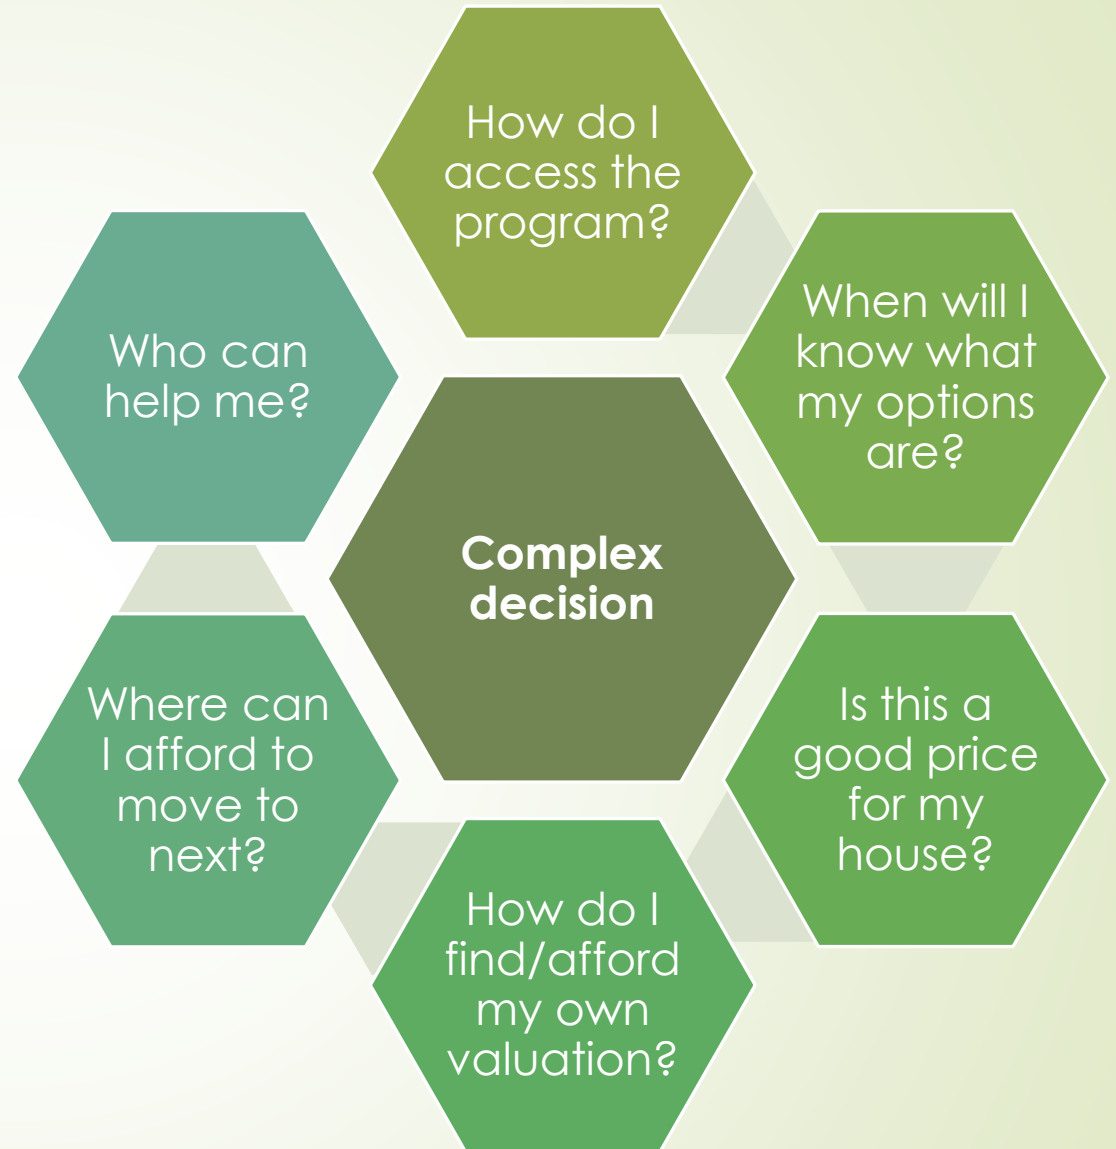 How do I
access the
program?
When will I
know what
my options
are?
Is this a
good price
for my
house?
How do I
find/afford
my own
valuation?
Where can
I afford to
move to
next?
Who can
help me?
Complex
decision